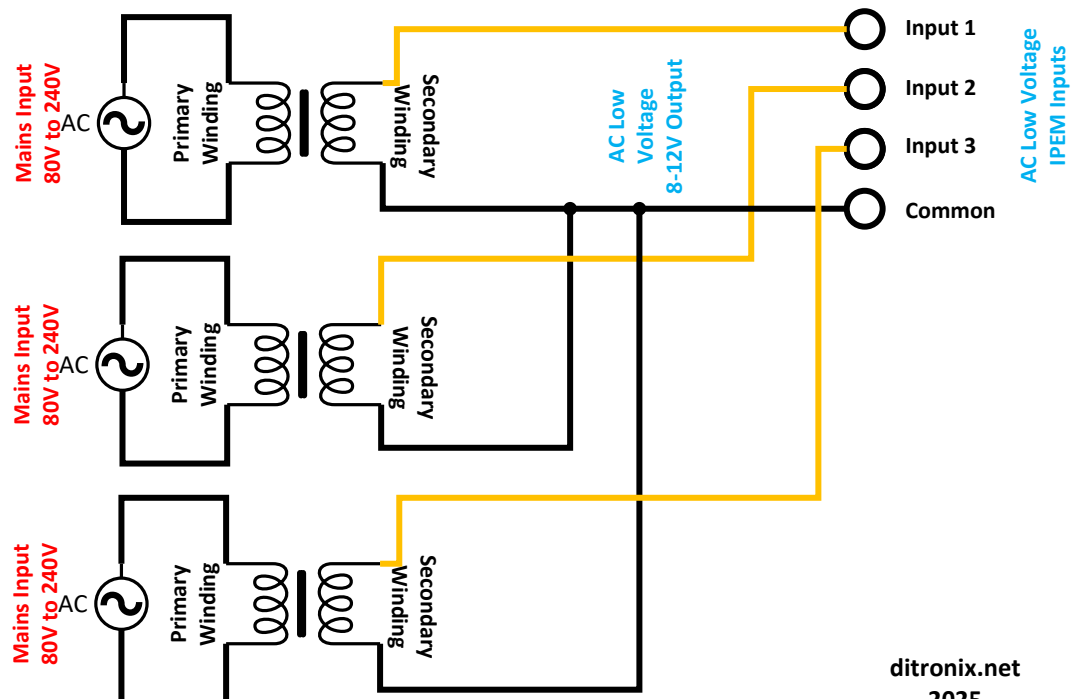 Mains Input
80V to 240V
AC
Primary
Winding
Secondary
Winding
AC Low
Voltage
8-12V Output
Input 1
Input 2
Input 3
Common
AC Low Voltage
IPEM Inputs
Mains Input
80V to 240V
AC
Primary
Winding
Secondary
Winding
Mains Input
80V to 240V
AC
Primary
Winding
Secondary
Winding
ditronix.net
2025